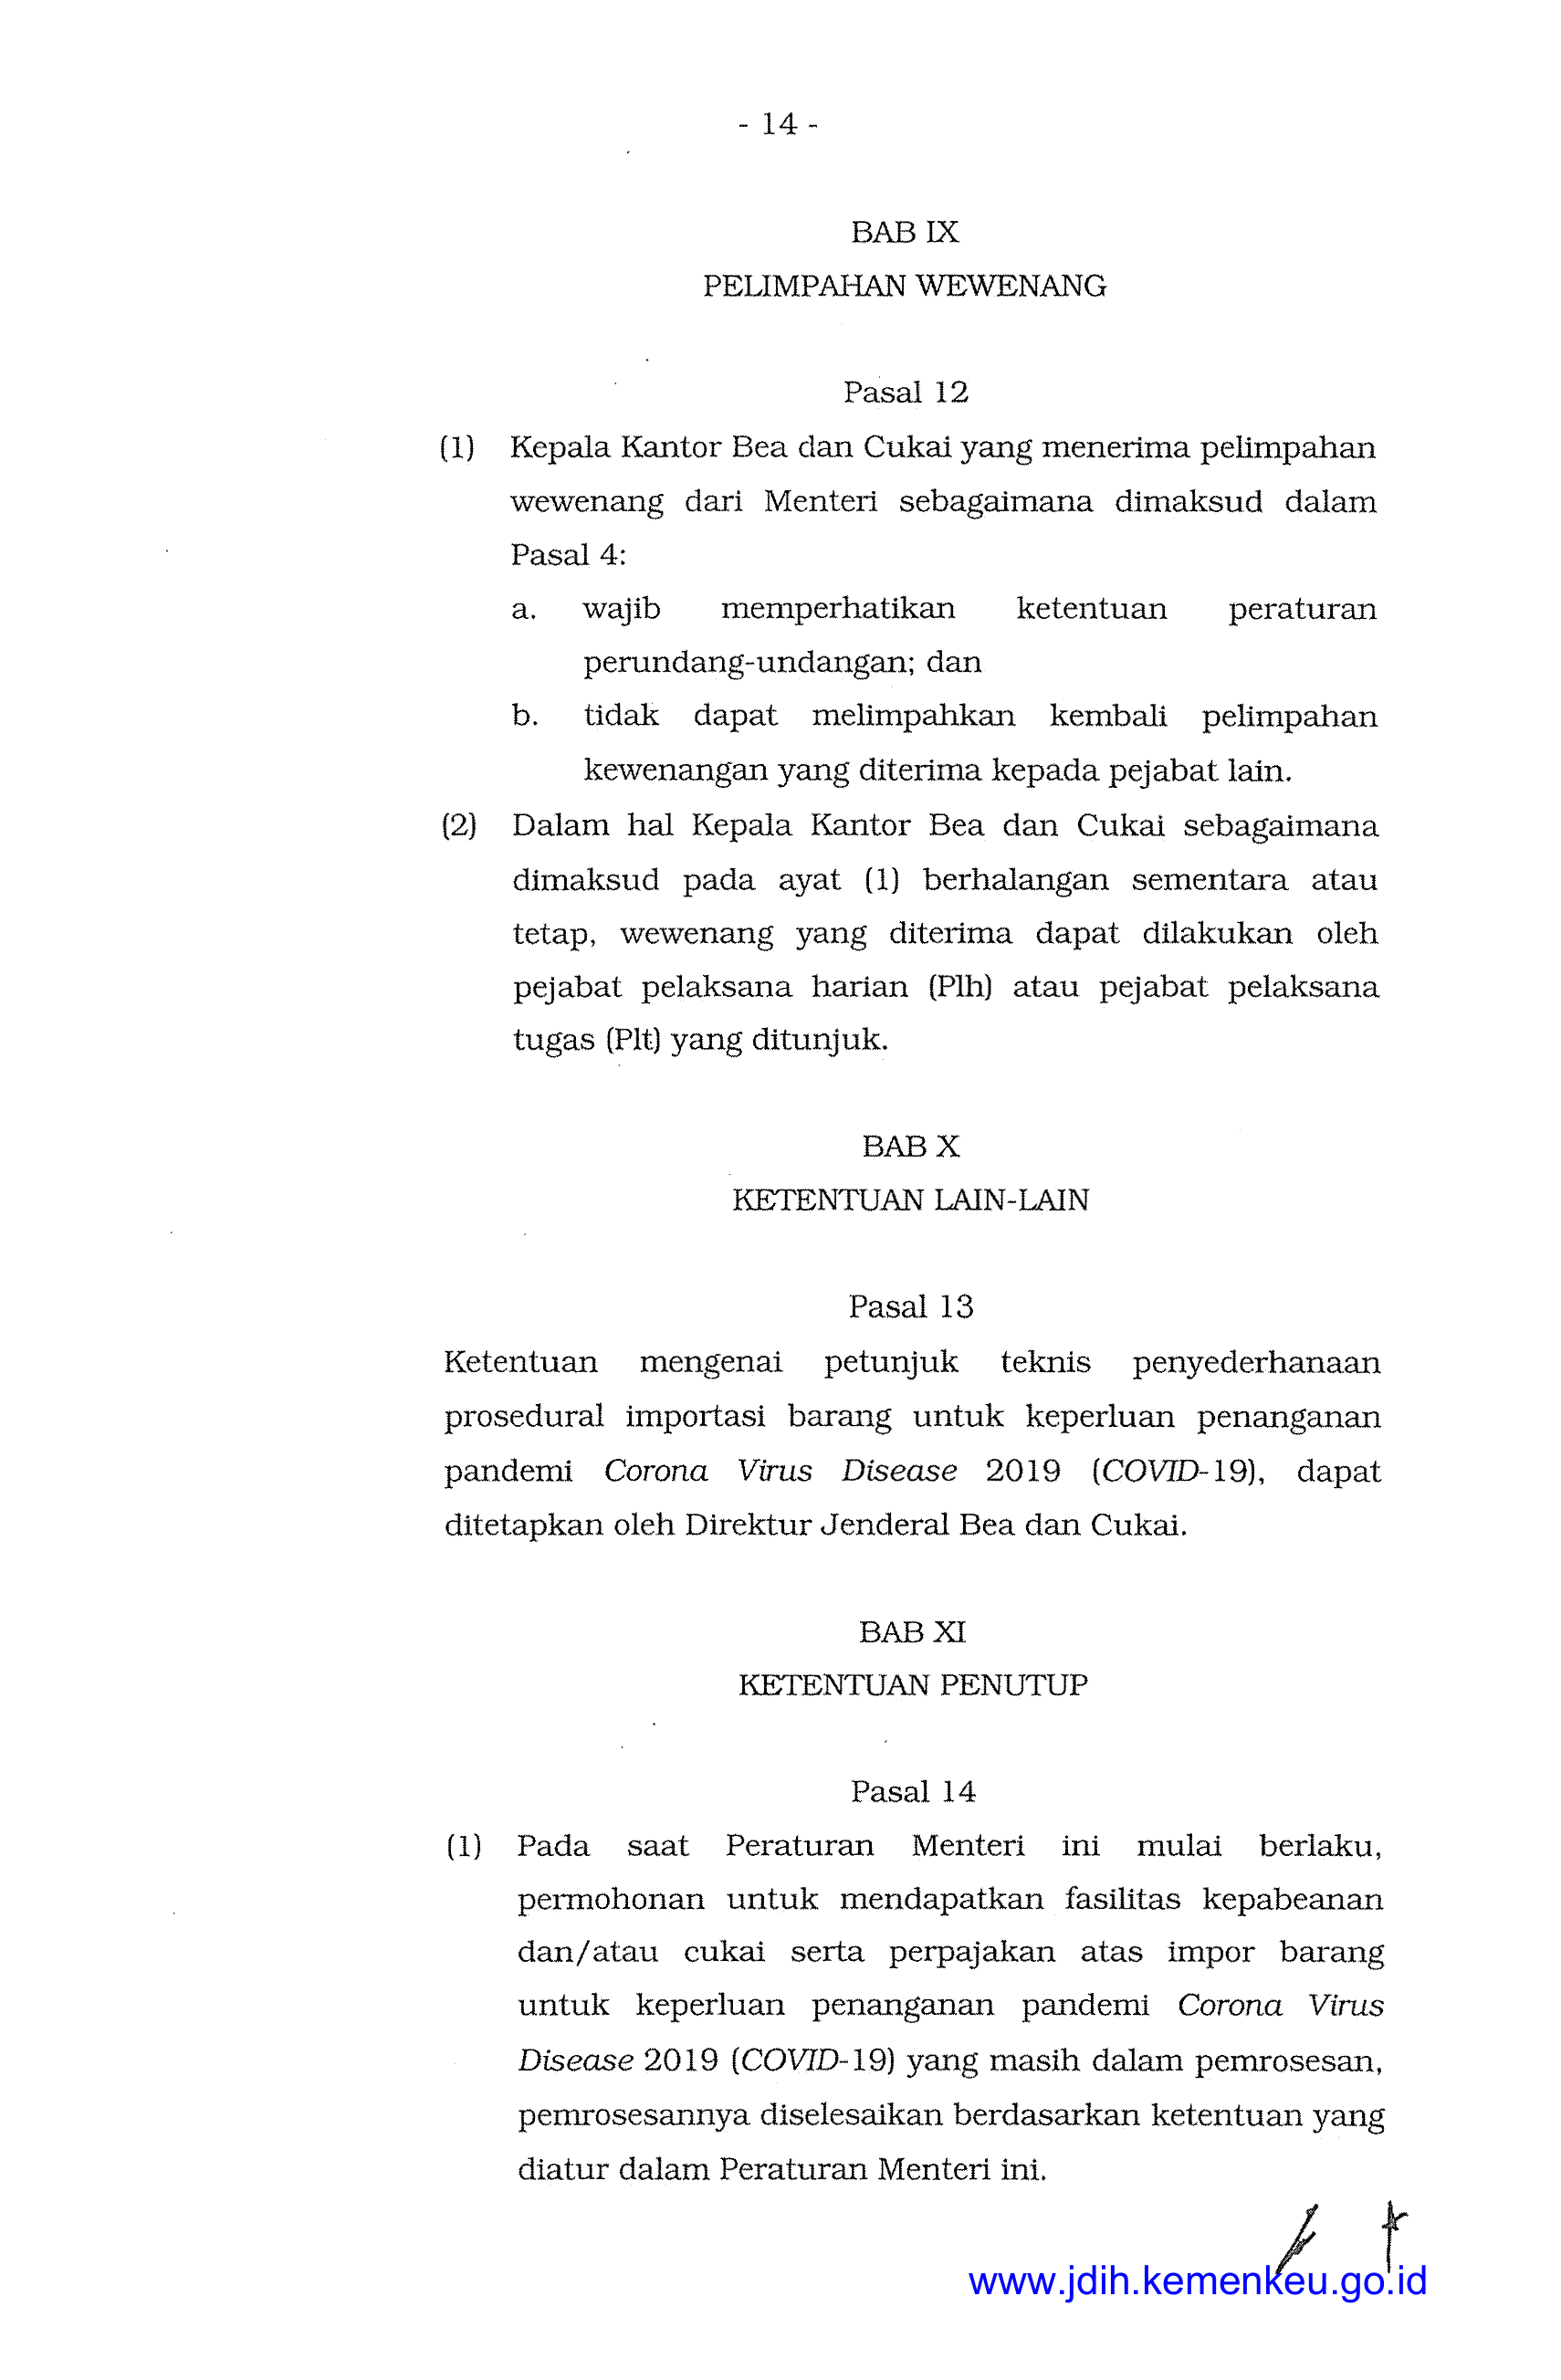 - 14 -
BAB IX
PELIMPAHAN WEWENANG
Pasal 12
(1) Kepala Kantor Bea dan Cukai yang menerima pelimpahan
wewenang dari Menteri sebagaimana dimaksud dalam
Pasal 4:
a. wajib memperhatikan ketentuan peraturan
perundang-undangan; dan
b. tidak dapat melimpahkan kembali pelimpahan
kewenangan yang diterima kepada pejabat lain.
(2) Dalam hal Kepala Kantor Bea dan Cukai sebagaimana
dimaksud pada ayat (1) berhalangan sementara atau
tetap, wewenang yang diterima dapat dilakukan oleh
pejabat pelaksana harian (Plh) atau pejabat pelaksana
tugas (Plt) yang ditunjuk.
BAB X
KETENTUAN LAIN-LAIN
Pasal 13
Ketentuan mengenai petunjuk teknis penyederhanaan
prosedural importasi barang untuk keperluan penanganan
pandemi Corona Virus Disease 2019 (COVID-19), dapat
ditetapkan oleh Direktur Jenderal Bea dan Cukai.
BAB XI
KETENTUAN PENUTUP
Pasal 14
(1) Pada saat Peraturan Menteri ini mulai berlaku,
permohonan untuk mendapatkan fasilitas kepabeanan
dan/atau cukai serta perpajakan atas impor barang
untuk keperluan penanganan pandemi Corona Virus
Disease 2019 (COVID-19) yang masih dalam pemrosesan,
pemrosesannya diselesaikan berdasarkan ketentuan yang
diatur dalam Peraturan Menteri ini.
www.jdih.kemenkeu.go.id